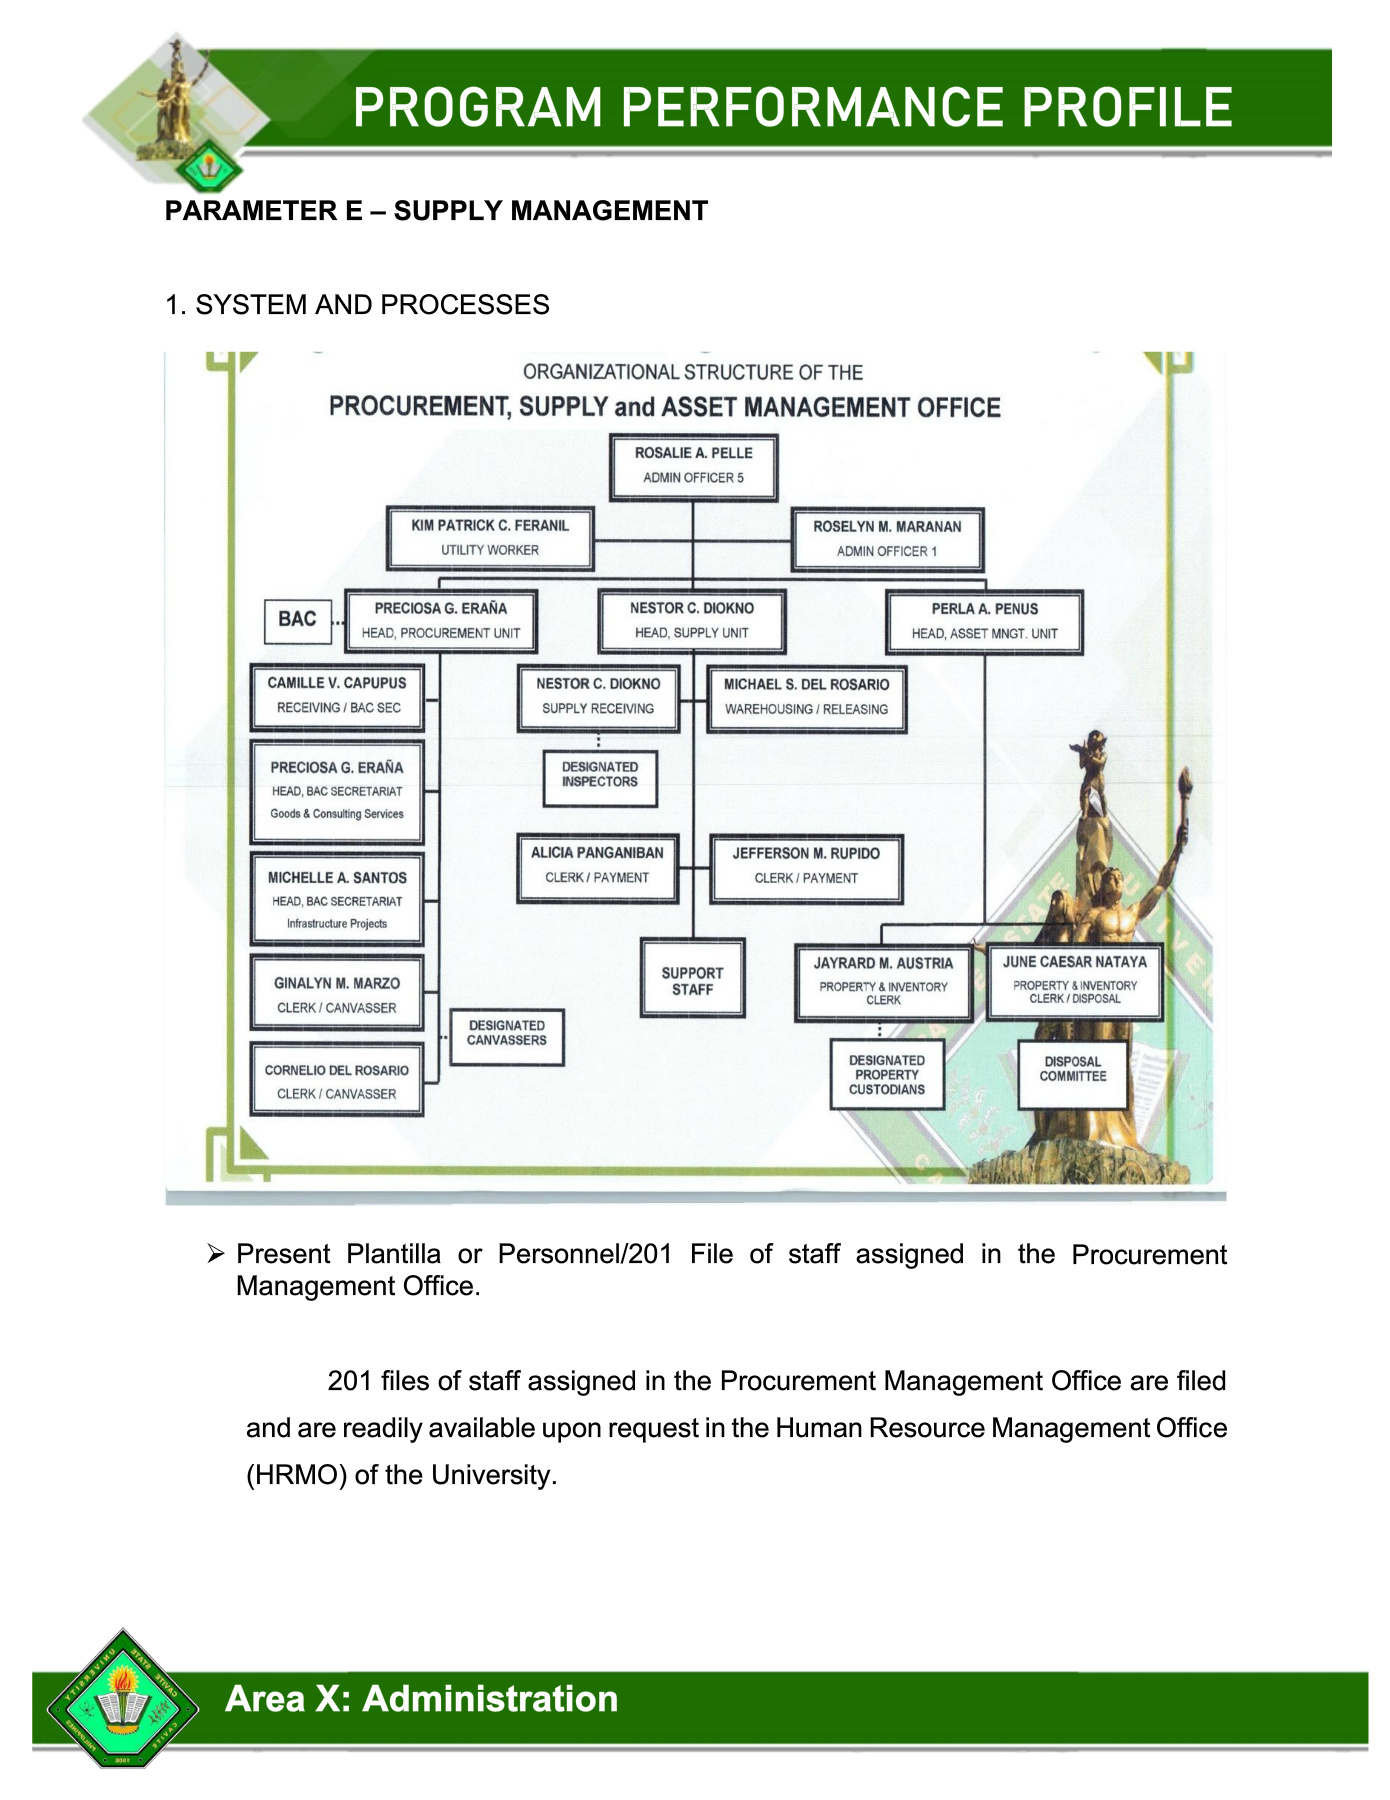 PROGRAM PERFORMANCE PROFILE
PARAMETER E – SUPPLY MANAGEMENT
1. SYSTEM AND PROCESSES
ORGANIZATIONAL STRUCTURE OF THE
PROCUREMENT, SUPPLY and ASSET MANAGEMENT OFFICE
ROSALIE A. PELLE
ADMIN OFFICER 5
KIM PATRICK C. FERANIL
UTILITY WORKER
ROSELYN M. MARANAN
ADMIN OFFICER 1
BAC
PRECIOSA G. ERAÑA
HEAD, PROCUREMENT UNIT
NESTOR C. DIOKNO
HEAD, SUPPLY UNIT
PERLA A. PENUS
HEAD, ASSET MNGT. UNIT
CAMILLE V. CAPUPUS
RECEIVING / BAC SEC
NESTOR C. DIOKNO
SUPPLY RECEIVING
MICHAEL S. DEL ROSARIO
WAREHOUSING / RELEASING
PRECIOSA G. ERAÑA
HEAD, BAC SECRETARIAT
Goods & Consulting Services
DESIGNATED
INSPECTORS
MICHELLE A. SANTOS
HEAD, BAC SECRETARIAT
Infrastructure Projects
ALICIA PANGANIBAN
CLERK / PAYMENT
JEFFERSON M. RUPIDO
CLERK / PAYMENT
GINALYN M. MARZO
CLERK / CANVASSER
SUPPORT
STAFF
JAYRARD M. AUSTRIA
PROPERTY & INVENTORY
CLERK
JUNE CAESAR NATAYA
PROPERTY & INVENTORY
CLERK / DISPOSAL
DESIGNATED
CANVASSERS
CORNELIO DEL ROSARIO
CLERK / CANVASSER
DESIGNATED
PROPERTY
CUSTODIANS
DISPOSAL
COMMITTEE
➢ Present Plantilla or Personnel/201 File of staff assigned in the Procurement
Management Office.
201 files of staff assigned in the Procurement Management Office are filed
and are readily available upon request in the Human Resource Management Office
(HRMO) of the University.
CAVITE STATE UNIVERSITY
CAVITE PHILIPPINES
1906
Area X: Administration